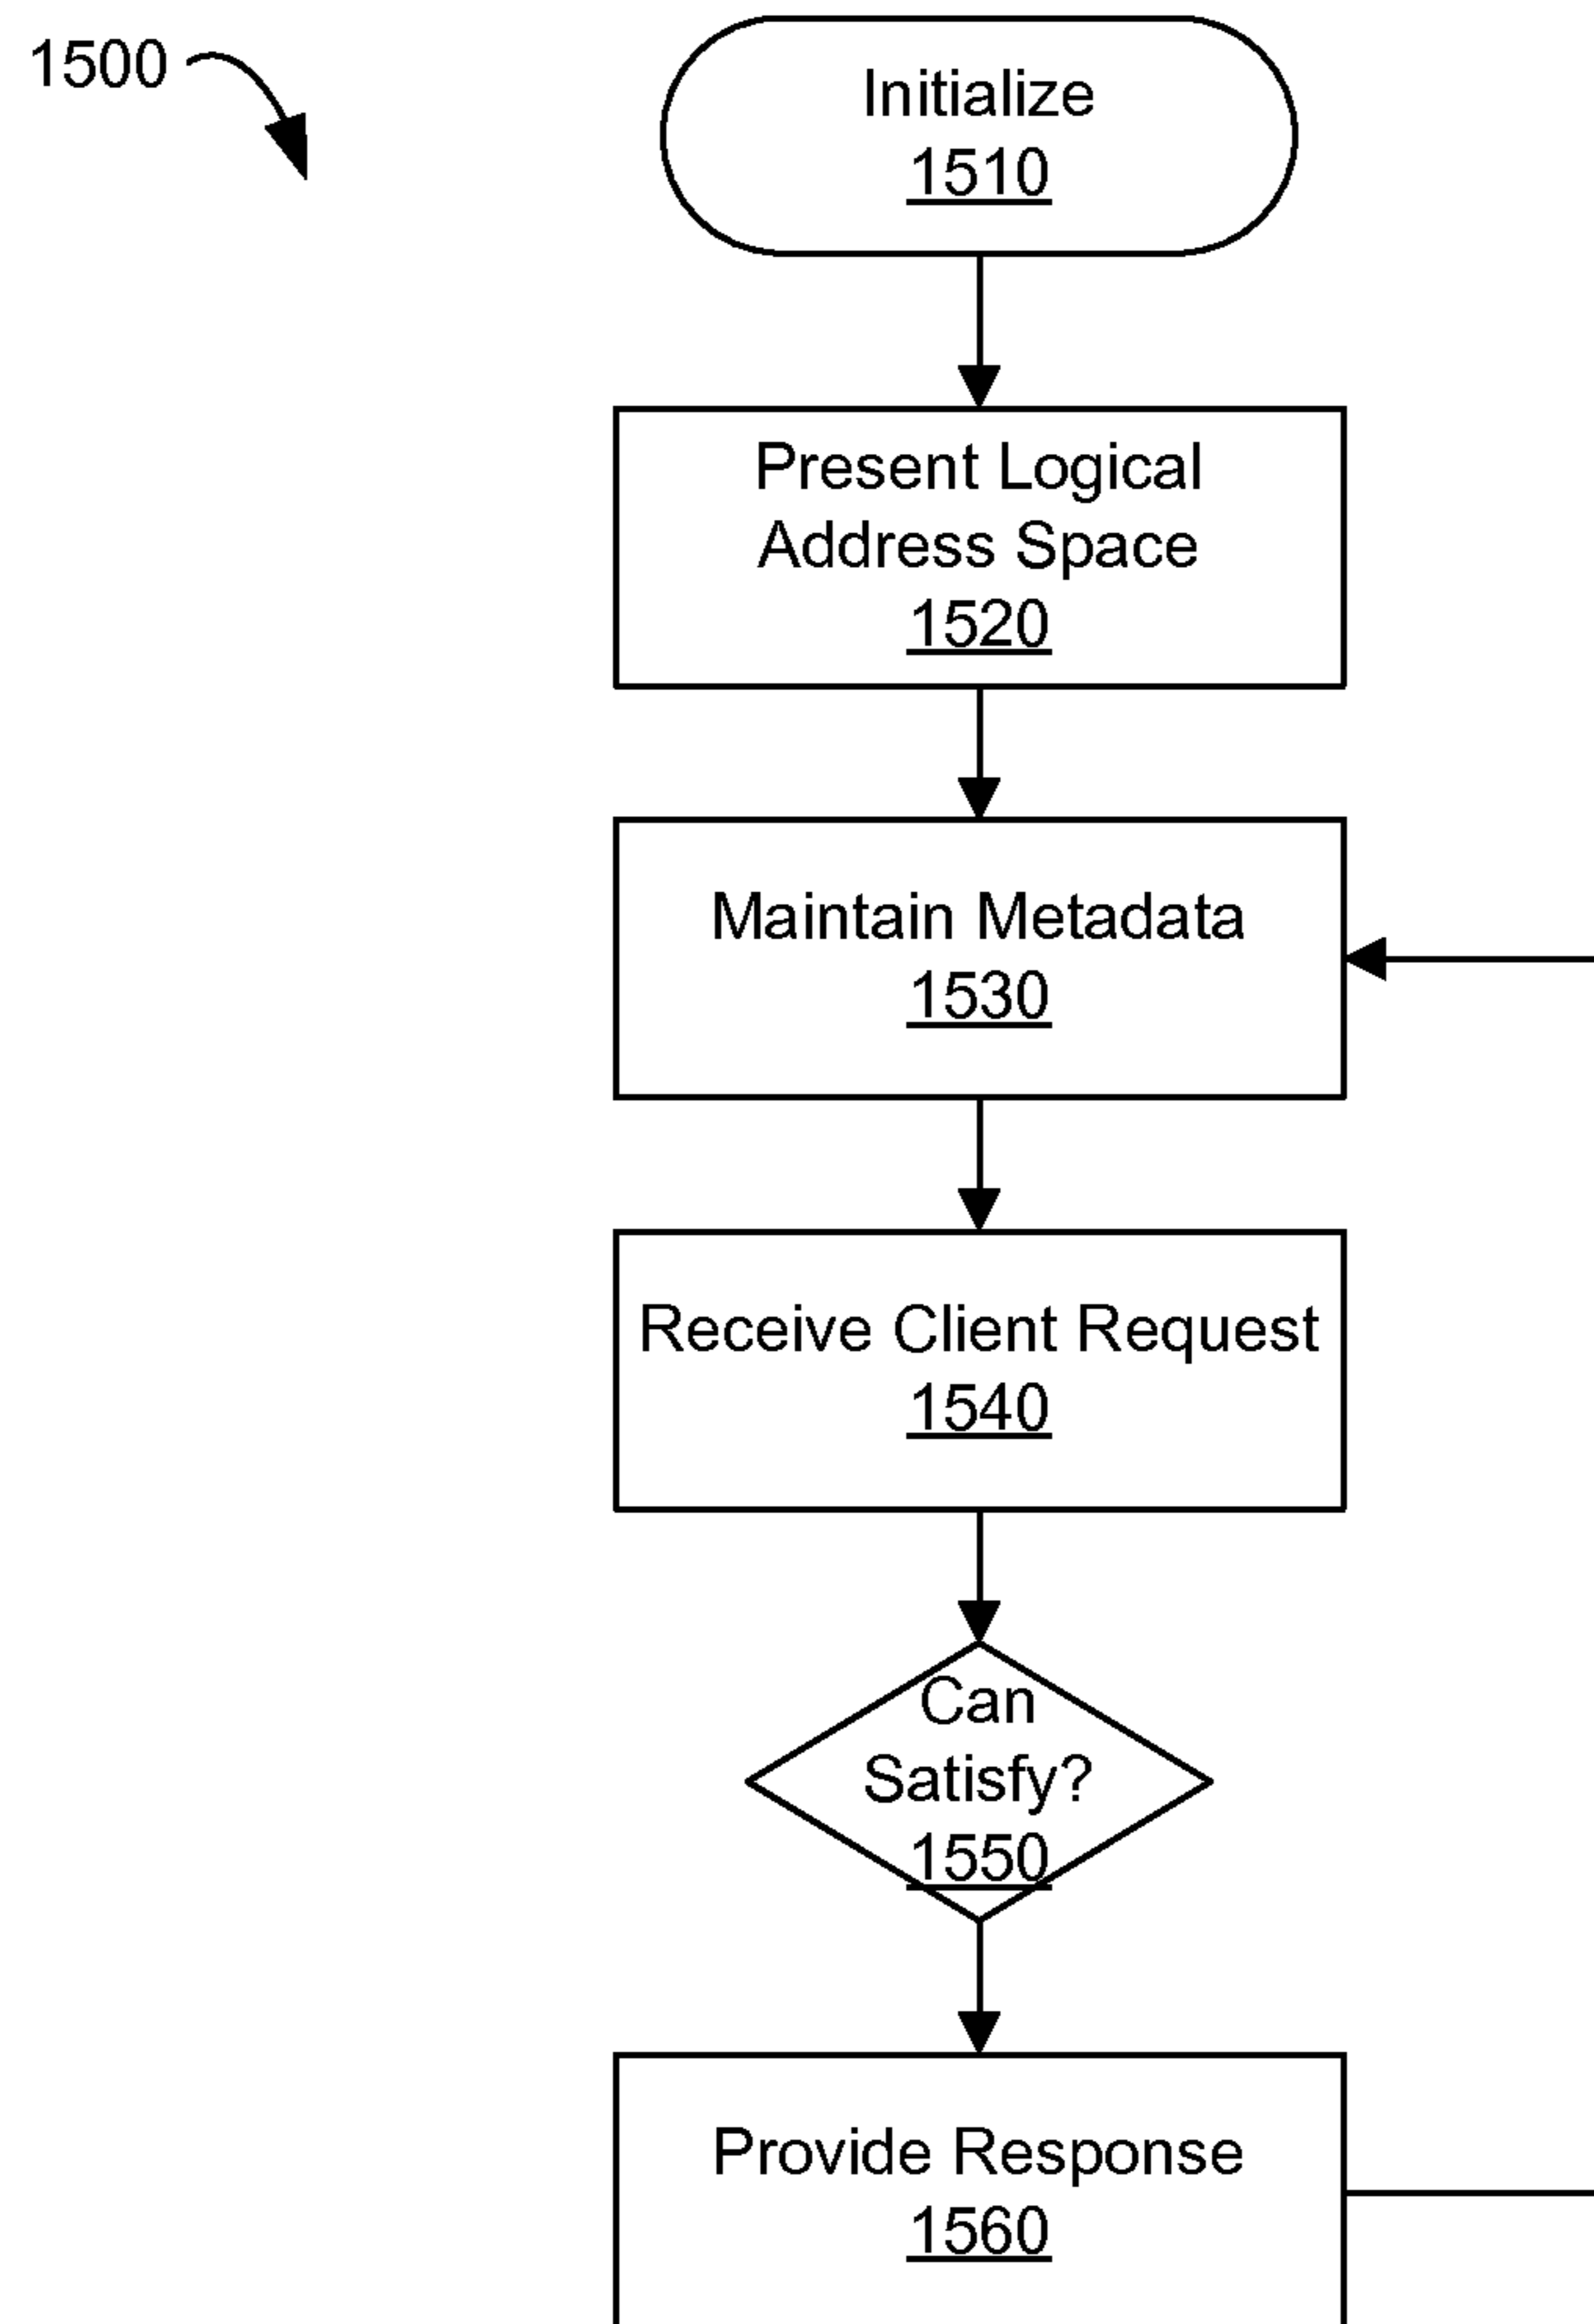 1500
Initialize
1510
Present Logical
Address Space
1520
Maintain Metadata
1530
Receive Client Request
1540
Can
Satisfy?
1550
Provide Response
1560